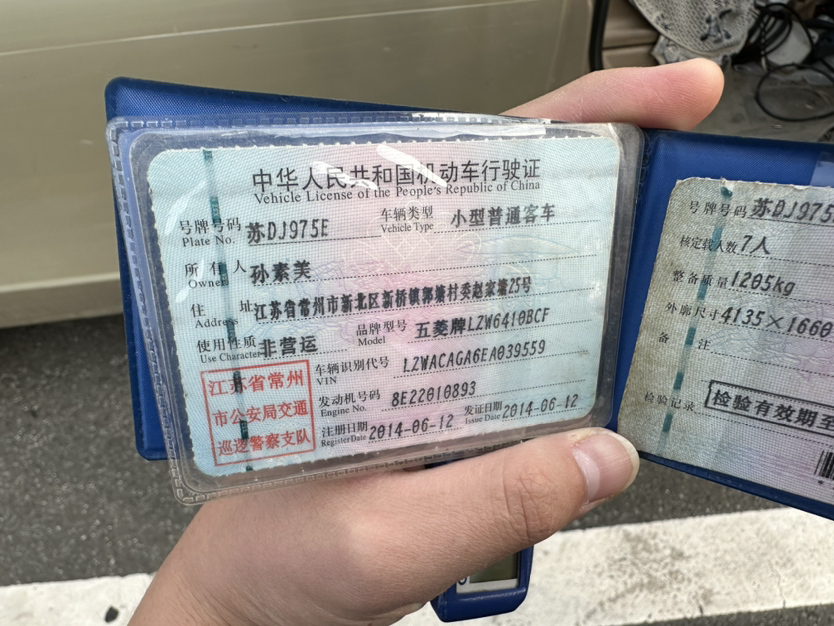 中华人民共和国机动车行驶证
Vehicle License of the People's Republic of China
号牌号码 苏DJ975E 车辆类型 小型普通客车
Plate No. Vehicle Type
所有人 孙素美
Owner
住址 江苏省常州市新北区新桥镇郭塘村委赵家塘25号
Address
使用性质 非营运 品牌型号 五菱牌LZW6410BCF
Use Character Model
车辆识别代号 LZWACAGA6EA039559
VIN
发动机号码 8E22010893
Engine No.
注册日期 2014-06-12 发证日期 2014-06-12
Register Date Issue Date
江苏省常州
市公安局交通
巡逻警察支队
号牌号码 苏DJ975
核定载人数 7人
整备质量 1205kg
外廓尺寸 4135×1660
备注
检验记录 检验有效期至